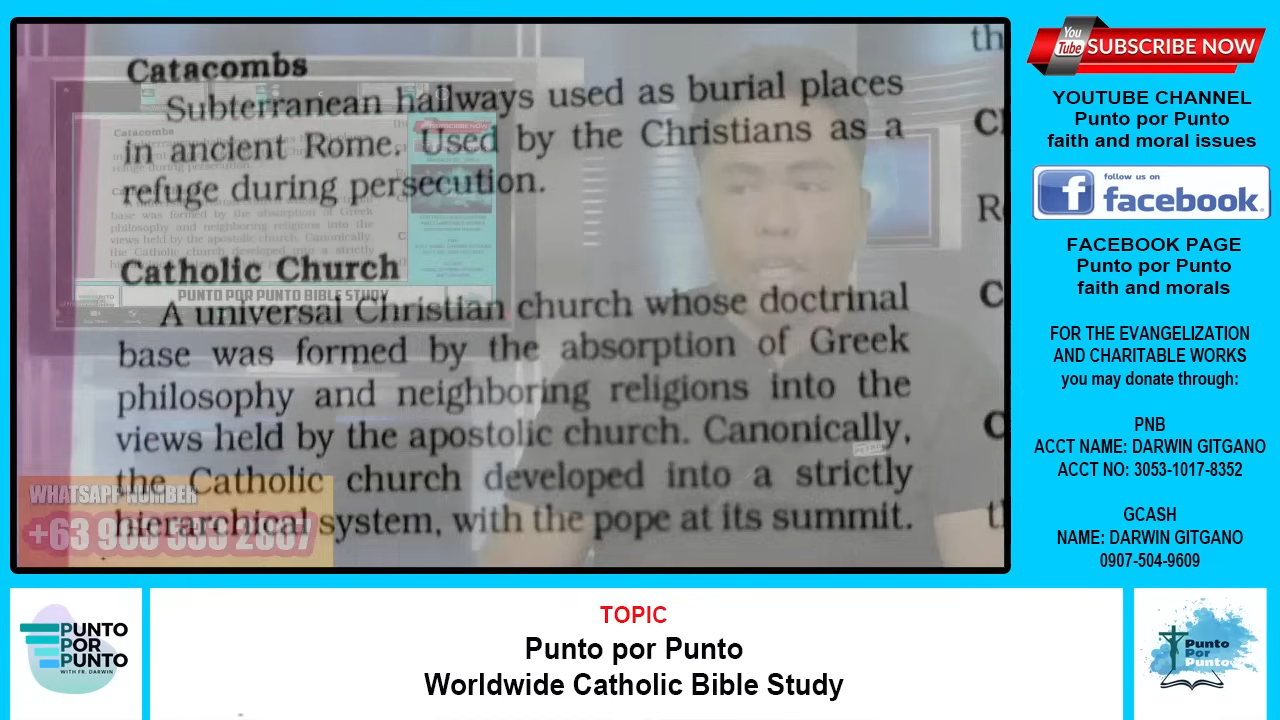 Catacombs
Subterranean hallways used as burial places
in ancient Rome. Used by the Christians as a
refuge during persecution.
Catholic Church
A universal Christian church whose doctrinal
base was formed by the absorption of Greek
philosophy and neighboring religions into the
views held by the apostolic church. Canonically,
the Catholic church developed into a strictly
hierarchical system, with the pope at its summit.
PUNTO POR PUNTO BIBLE STUDY
WHATSAPP NUMBER
You
Tube
SUBSCRIBE NOW
YOUTUBE CHANNEL
Punto por Punto
faith and moral issues
follow us on
facebook
FACEBOOK PAGE
Punto por Punto
faith and morals
FOR THE EVANGELIZATION
AND CHARITABLE WORKS
you may donate through:
PNB
ACCT NAME: DARWIN GITGANO
ACCT NO: 3053-1017-8352
GCASH
NAME: DARWIN GITGANO
0907-504-9609
PUNTO
POR
PUNTO
WITH FR. DARWIN
TOPIC
Punto por Punto
Worldwide Catholic Bible Study
Punto
Por
Punto